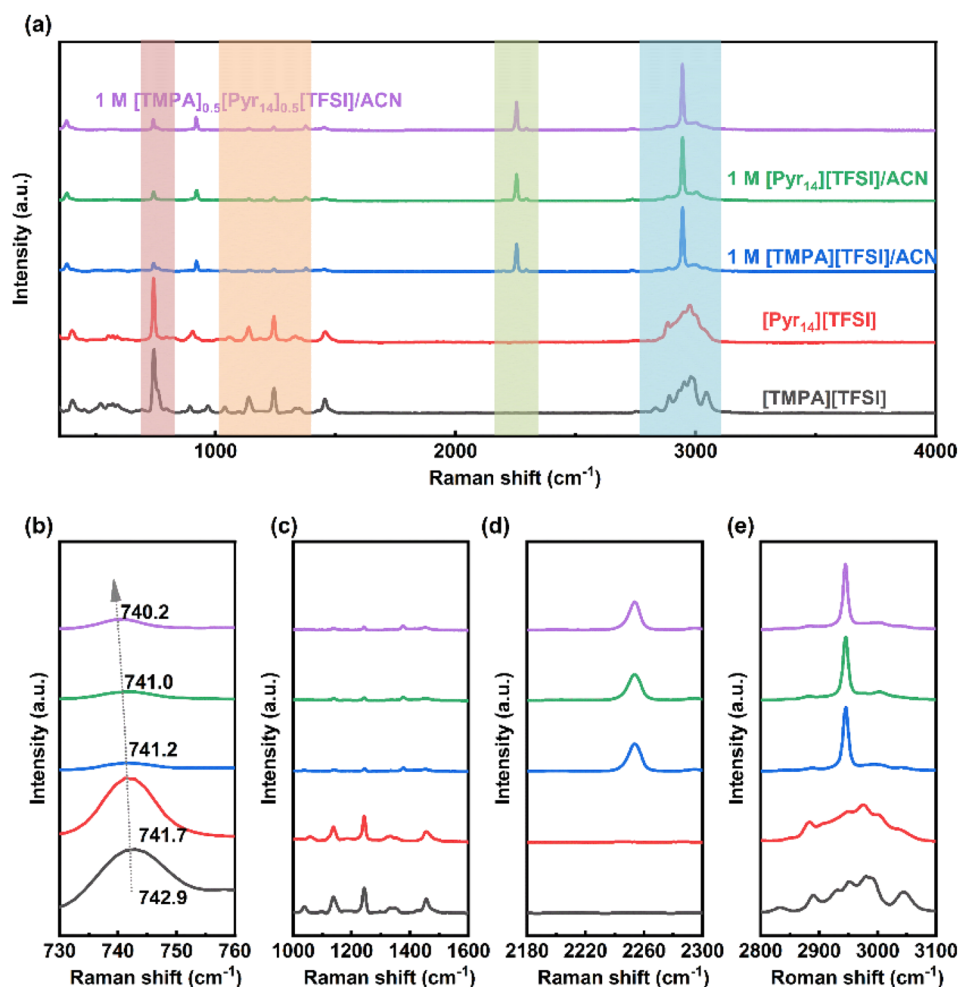 (a)
1 M [TMPA]0.5[Pyr14]0.5[TFSI]/ACN
1 M [Pyr14][TFSI]/ACN
1 M [TMPA][TFSI]/ACN
[Pyr14][TFSI]
[TMPA][TFSI]
Intensity (a.u.)
1000 2000 3000 4000
Raman shift (cm-1)
(b)
740.2
741.0
741.2
741.7
742.9
Intensity (a.u.)
730 740 750 760
Raman shift (cm-1)
(c)
Intensity (a.u.)
1000 1200 1400 1600
Raman shift (cm-1)
(d)
Intensity (a.u.)
2180 2220 2260 2300
Raman shift (cm-1)
(e)
Intensity (a.u.)
2800 2900 3000 3100
Roman shift (cm-1)